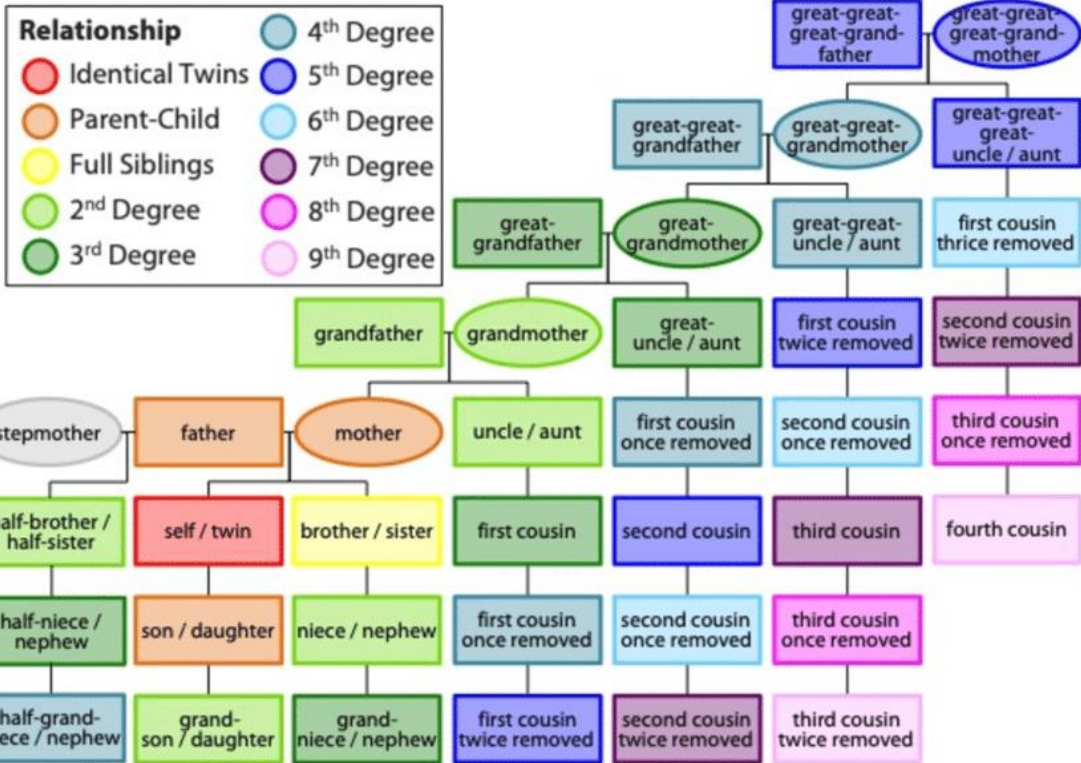 Relationship
Identical Twins
Parent-Child
Full Siblings
2nd Degree
3rd Degree
4th Degree
5th Degree
6th Degree
7th Degree
8th Degree
9th Degree
great-great-
great-grand-
father
great-great-
great-grand-
mother
great-great-
grandfather
great-great-
grandmother
great-great-
great-
uncle / aunt
great-
grandfather
great-
grandmother
great-great-
uncle / aunt
first cousin
thrice removed
grandfather
grandmother
great-
uncle / aunt
first cousin
twice removed
second cousin
twice removed
stepmother
father
mother
uncle / aunt
first cousin
once removed
second cousin
once removed
third cousin
once removed
alf-brother /
half-sister
self / twin
brother / sister
first cousin
second cousin
third cousin
fourth cousin
half-niece /
nephew
son / daughter
niece / nephew
first cousin
once removed
second cousin
once removed
third cousin
once removed
half-grand-
ece / nephew
grand-
son / daughter
grand-
niece / nephew
first cousin
twice removed
second cousin
twice removed
third cousin
twice removed